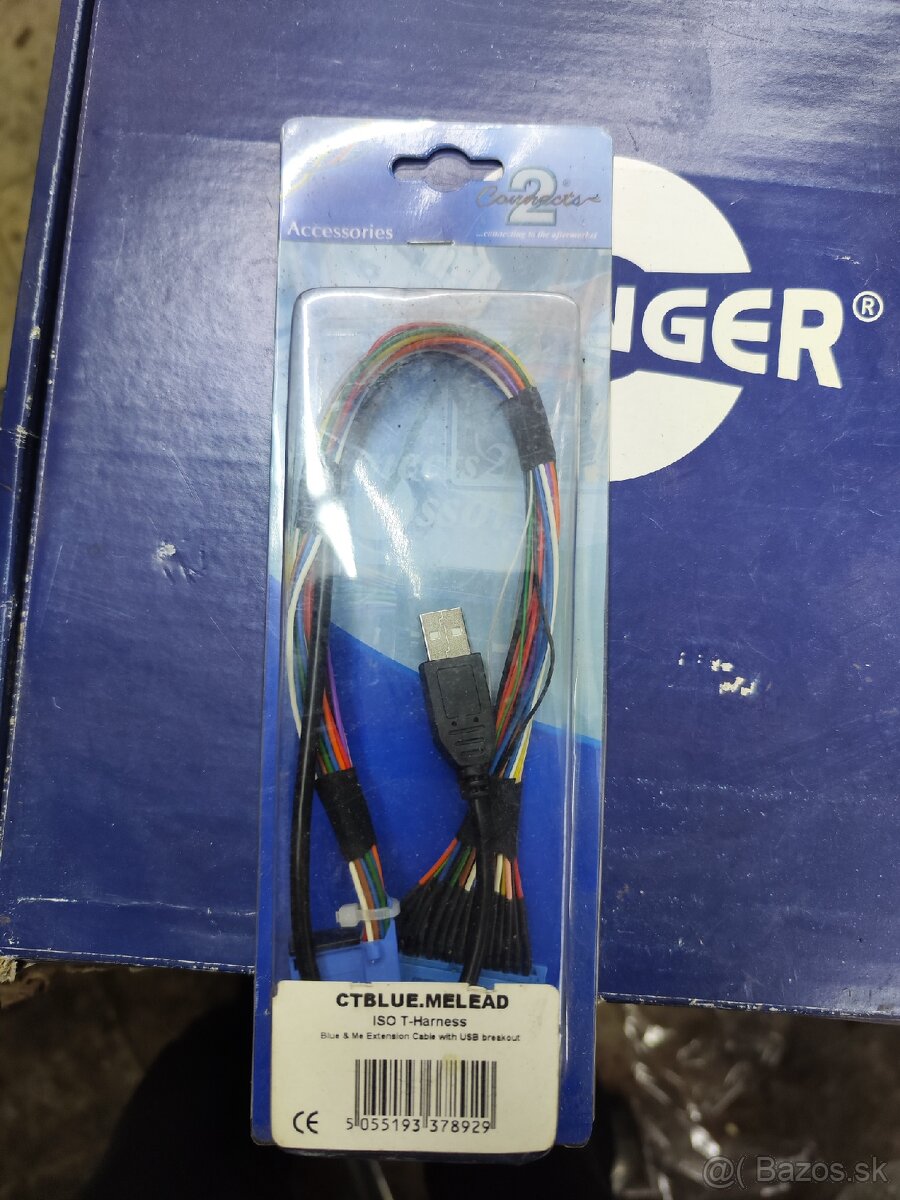 Connects2®
Accessories
...connecting to the aftermarket
NGER®
CTBLUE.MELEAD
ISO T-Harness
Blue & Me Extension Cable with USB breakout
CE
5 055193 378929
@( Bazos.sk